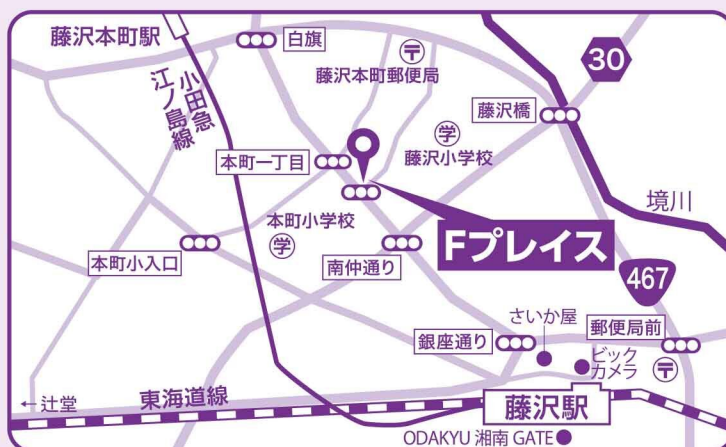 藤沢本町駅
白旗
小田急
江ノ島線
藤沢本町郵便局
30
藤沢橋
学
藤沢小学校
本町一丁目
境川
本町小学校
学
Fプレイス
本町小入口
南仲通り
467
さいか屋
銀座通り
郵便局前
ビック
カメラ
←辻堂
東海道線
藤沢駅
ODAKYU 湘南 GATE